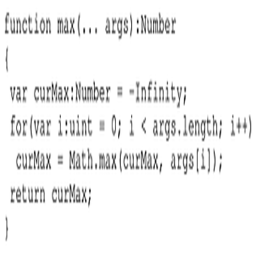 function max(... args):Number
{
 var curMax:Number = -Infinity;
 for(var i:uint = 0; i < args.length; i++)
  curMax = Math.max(curMax, args[i]);
 return curMax;
}